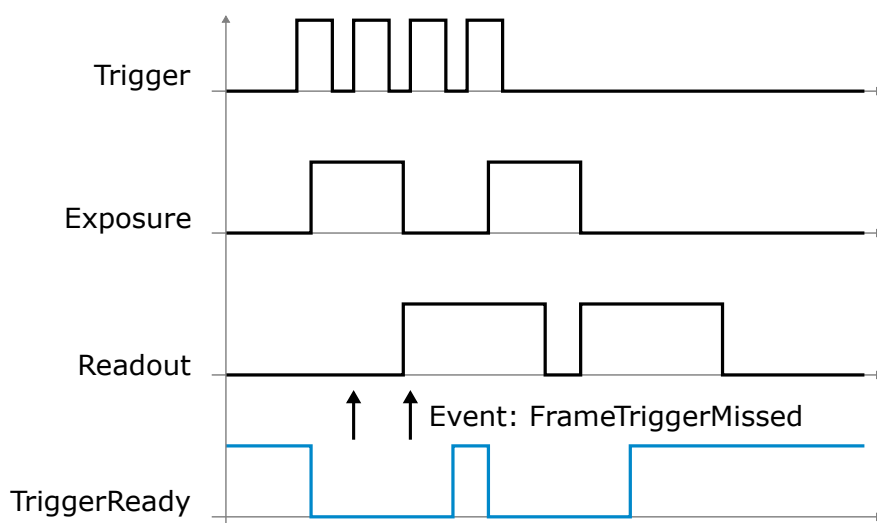 Trigger
Exposure
Readout
Event: FrameTriggerMissed
TriggerReady